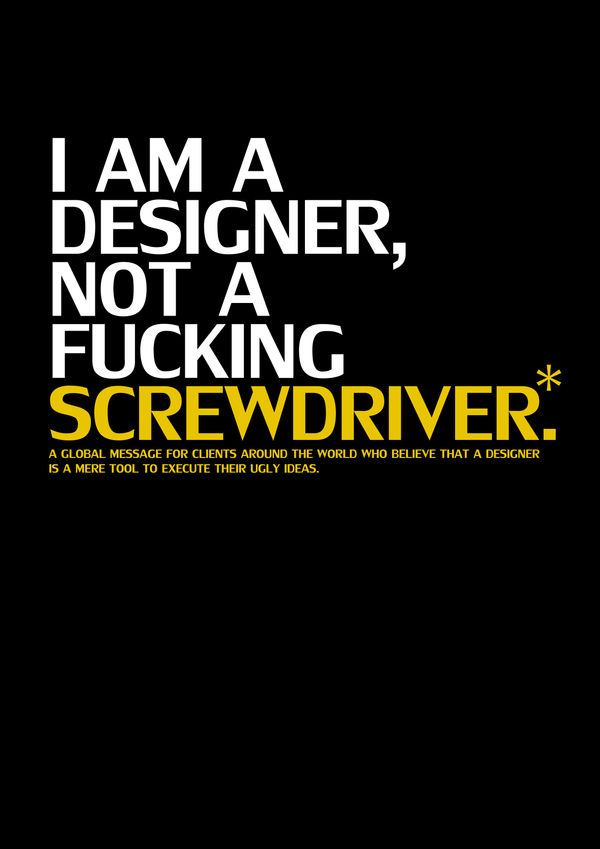 I AM A
DESIGNER,
NOT A
FUCKING
SCREWDRIVER.*
A GLOBAL MESSAGE FOR CLIENTS AROUND THE WORLD WHO BELIEVE THAT A DESIGNER
IS A MERE TOOL TO EXECUTE THEIR UGLY IDEAS.